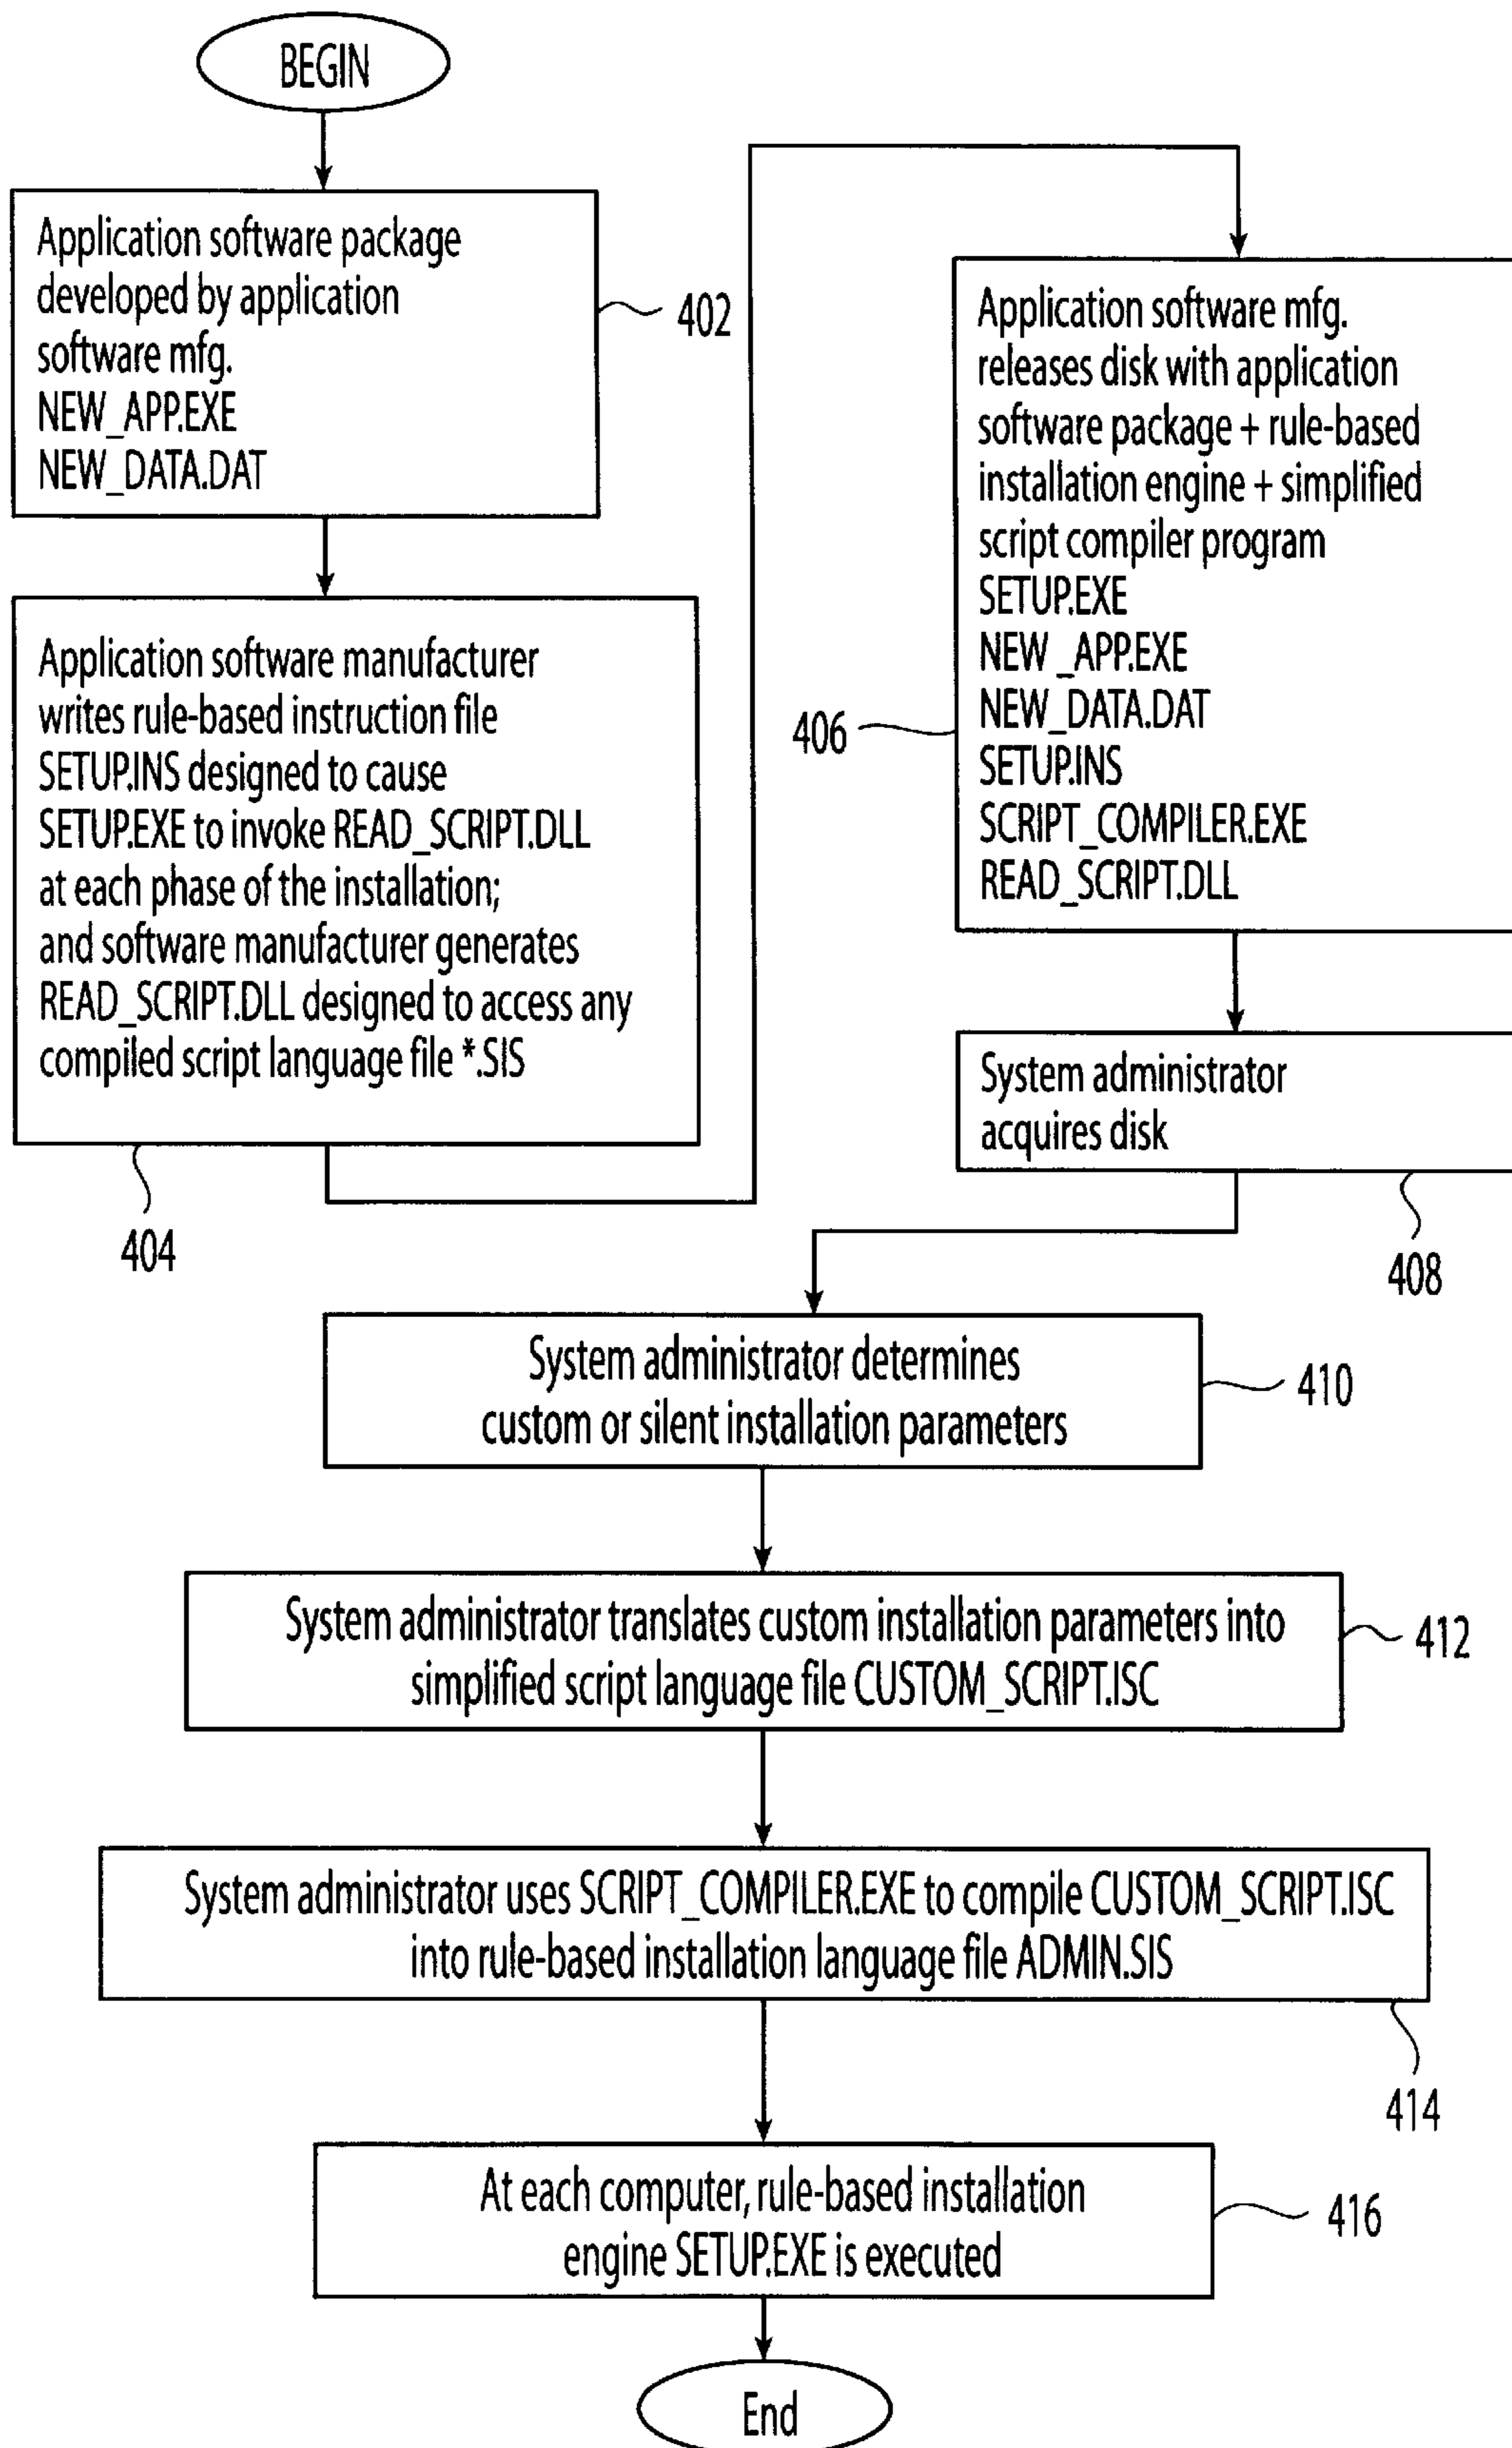 BEGIN
Application software package
developed by application
software mfg.
NEW_APP.EXE
NEW_DATA.DAT
402
Application software manufacturer
writes rule-based instruction file
SETUP.INS designed to cause
SETUP.EXE to invoke READ_SCRIPT.DLL
at each phase of the installation;
and software manufacturer generates
READ_SCRIPT.DLL designed to access any
compiled script language file *.SIS
404
Application software mfg.
releases disk with application
software package + rule-based
installation engine + simplified
script compiler program
SETUP.EXE
NEW _APP.EXE
NEW_DATA.DAT
SETUP.INS
SCRIPT_COMPILER.EXE
READ_SCRIPT.DLL
406
System administrator
acquires disk
408
System administrator determines
custom or silent installation parameters
410
System administrator translates custom installation parameters into
simplified script language file CUSTOM_SCRIPT.ISC
412
System administrator uses SCRIPT_COMPILER.EXE to compile CUSTOM_SCRIPT.ISC
into rule-based installation language file ADMIN.SIS
414
At each computer, rule-based installation
engine SETUP.EXE is executed
416
End